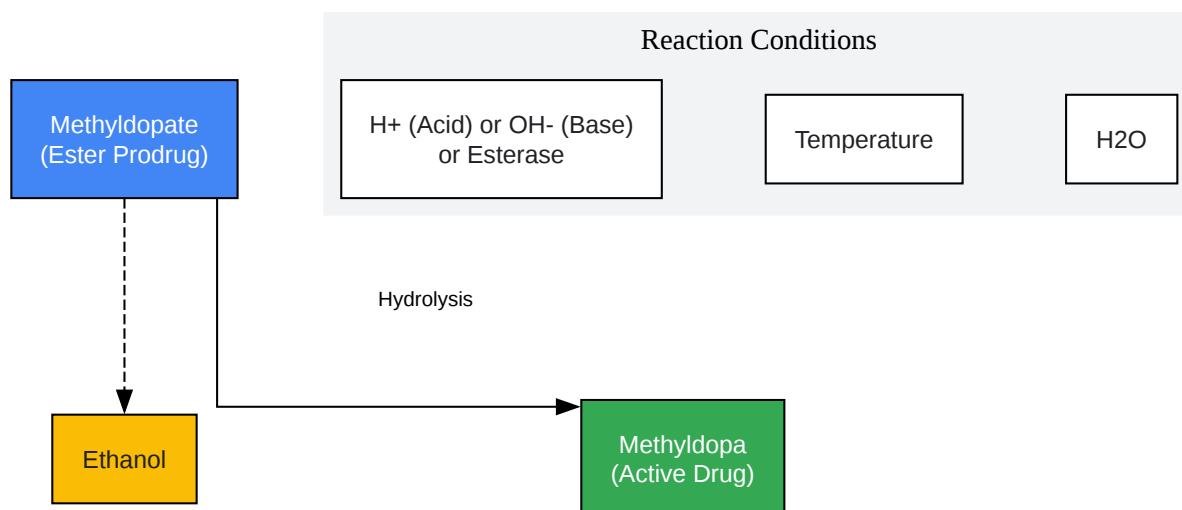 Reaction Conditions
Methyldopate
(Ester Prodrug)
H+ (Acid) or OH- (Base)
or Esterase
Temperature
H2O
Hydrolysis
Ethanol
Methyldopa
(Active Drug)